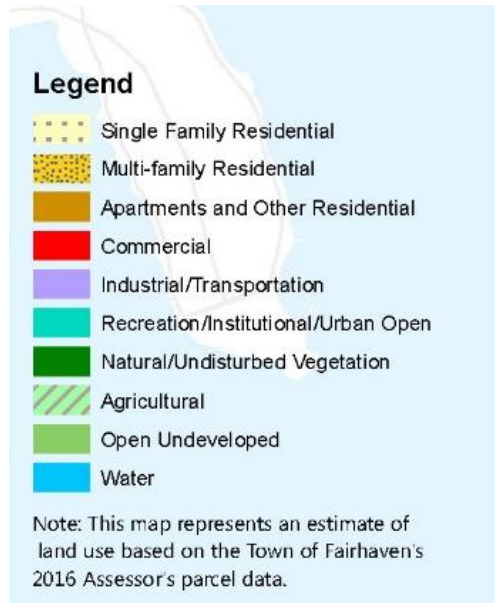 Legend
Single Family Residential
Multi-family Residential
Apartments and Other Residential
Commercial
Industrial/Transportation
Recreation/Institutional/Urban Open
Natural/Undisturbed Vegetation
Agricultural
Open Undeveloped
Water
Note: This map represents an estimate of
land use based on the Town of Fairhaven's
2016 Assessor's parcel data.